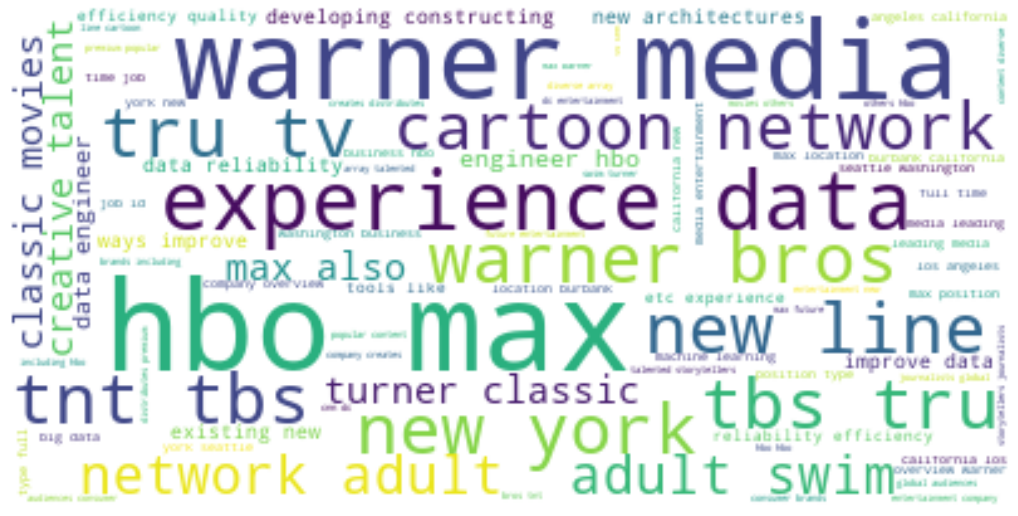 efficiency quality developing constructing new architectures angeles california
line cartoon
premium popular
warner media
time job
max warner
diverse array
content diverse
york new creates distributes dc entertainment movies others others hbo
tru tv cartoon network
classic movies
creative talent
data engineer
data reliability business hbo engineer hbo max location burbank california
array talented swim turner seattle washington
california new
media entertainment
experience data
full time
job id
media leading
ways improve washington business future entertainment leading media
warner bros
brands including max also los angeles
company overview tools like location burbank etc experience entertainment new max position
hbo max
max future
new line
popular content
distributes premium
including hbo company creates machine learning improve data
talented storytellers position type journalists global
storytellers journalists
tnt tbs turner classic tbs tru
cnn dc
new york
big data existing new reliability efficiency
york seattle hbo hbo
type full
network adult adult swim california los
overview warner
global audiences
audiences consumer bros tnt consumer brands entertainment company